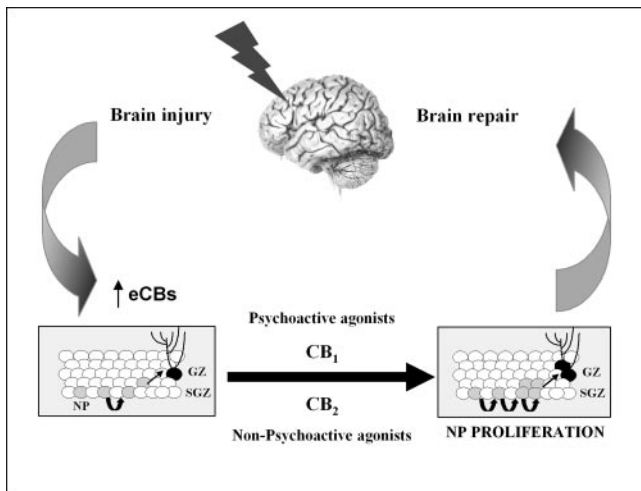 Brain injury
Brain repair
↑ eCBs
Psychoactive agonists
CB₁
CB₂
Non-Psychoactive agonists
GZ
SGZ
NP
GZ
SGZ
NP PROLIFERATION